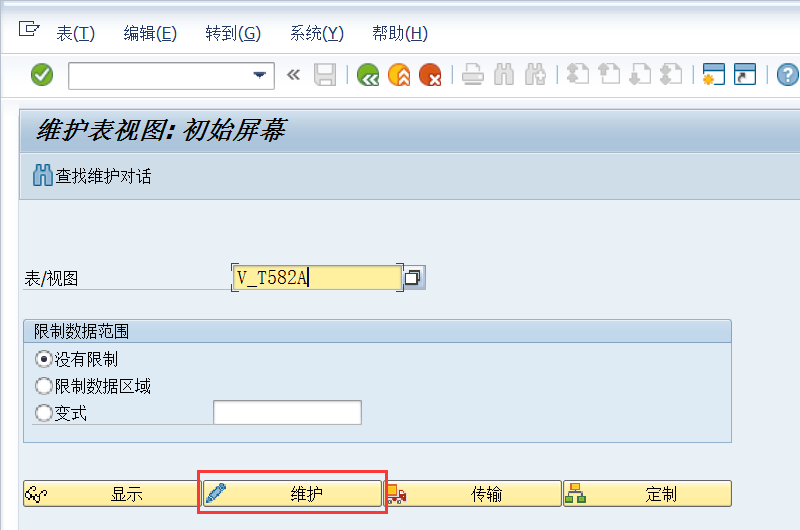 表(T) 编辑(E) 转到(G) 系统(Y) 帮助(H)
维护表视图: 初始屏幕
查找维护对话
表/视图 V_T582A
限制数据范围
没有限制
限制数据区域
变式
显示 维护 传输 定制